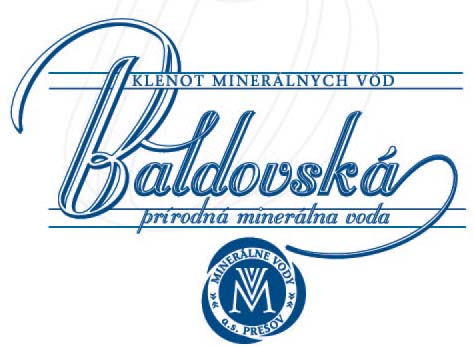 KLENOT MINERÁLNYCH VÔD
Baldovská
prírodná minerálna voda
MINERÁLNE VODY
a.s. PREŠOV